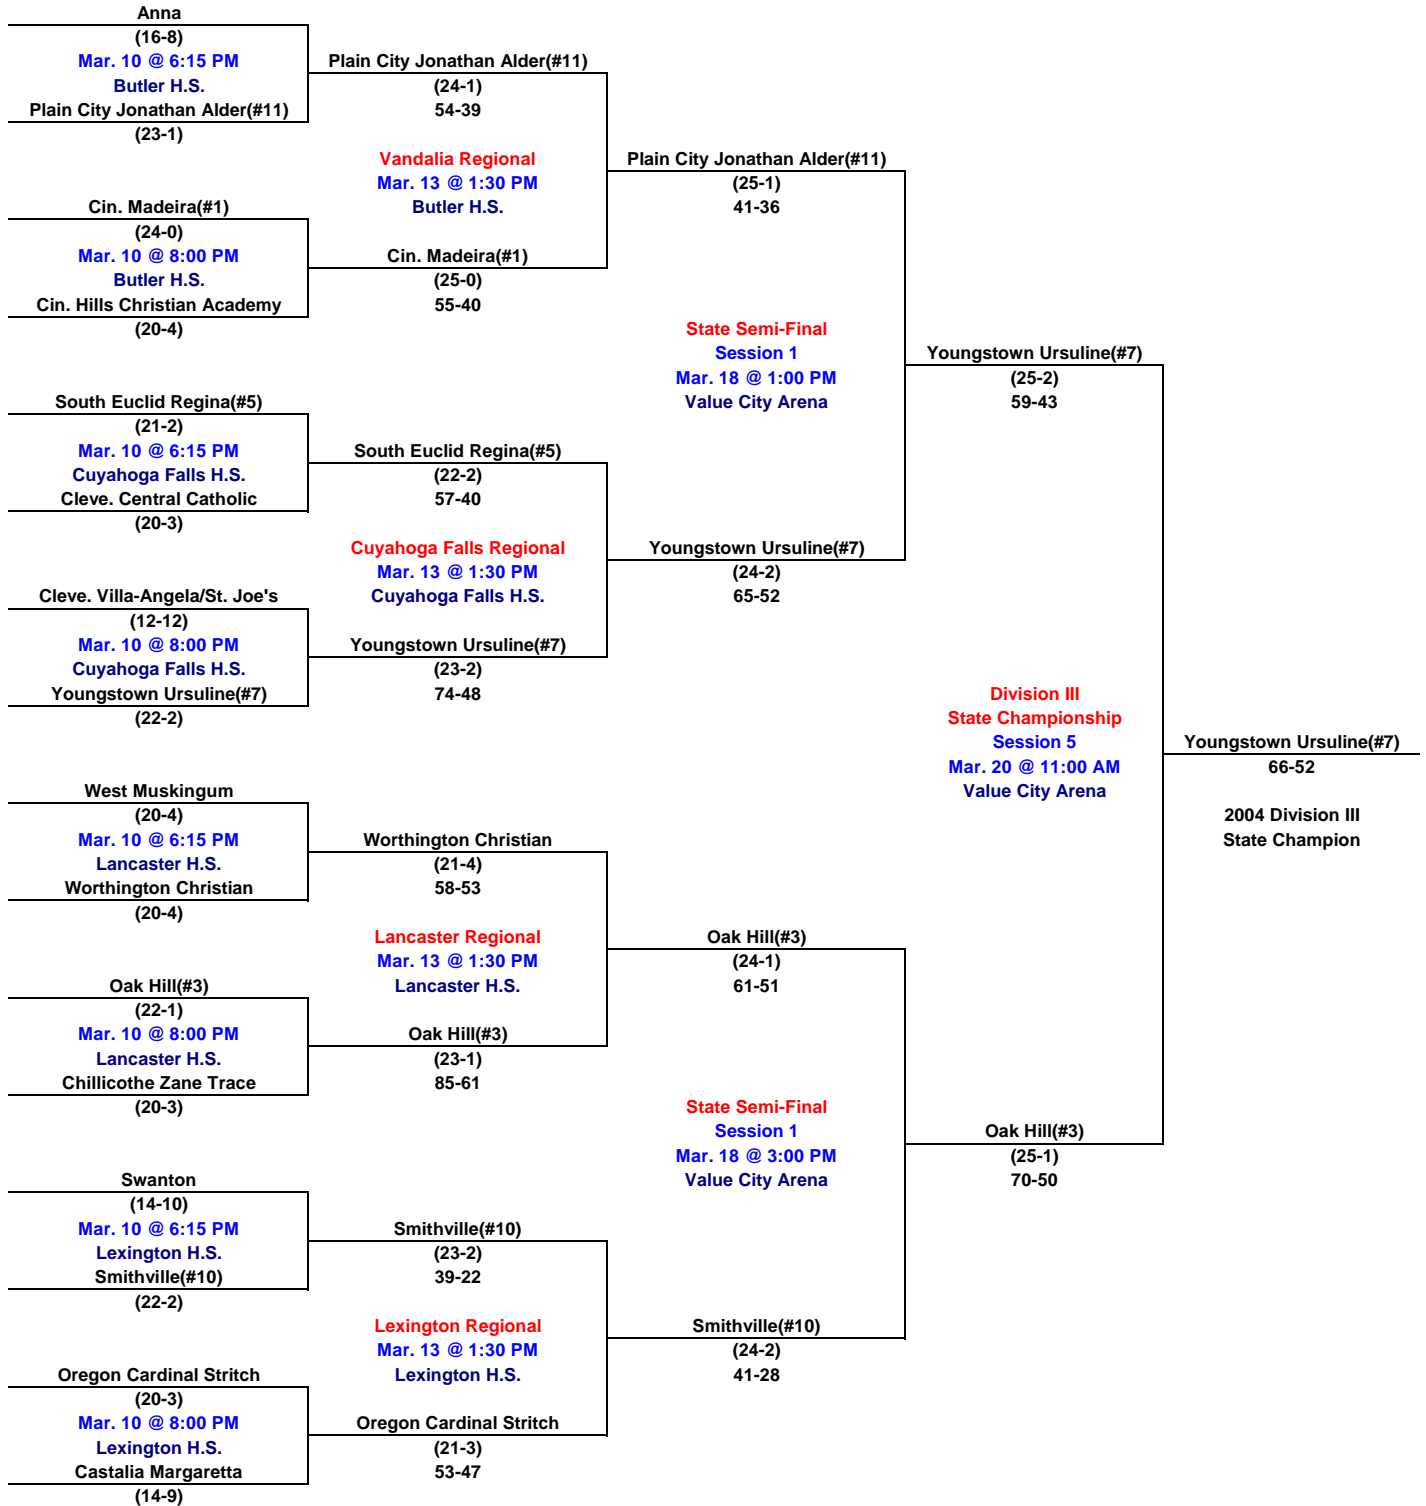 Anna
(16-8)
Mar. 10 @ 6:15 PM
Butler H.S.
Plain City Jonathan Alder(#11)
(23-1)
Cin. Madeira(#1)
(24-0)
Mar. 10 @ 8:00 PM
Butler H.S.
Cin. Hills Christian Academy
(20-4)
South Euclid Regina(#5)
(21-2)
Mar. 10 @ 6:15 PM
Cuyahoga Falls H.S.
Cleve. Central Catholic
(20-3)
Cleve. Villa-Angela/St. Joe's
(12-12)
Mar. 10 @ 8:00 PM
Cuyahoga Falls H.S.
Youngstown Ursuline(#7)
(22-2)
West Muskingum
(20-4)
Mar. 10 @ 6:15 PM
Lancaster H.S.
Worthington Christian
(20-4)
Oak Hill(#3)
(22-1)
Mar. 10 @ 8:00 PM
Lancaster H.S.
Chillicothe Zane Trace
(20-3)
Swanton
(14-10)
Mar. 10 @ 6:15 PM
Lexington H.S.
Smithville(#10)
(22-2)
Oregon Cardinal Stritch
(20-3)
Mar. 10 @ 8:00 PM
Lexington H.S.
Castalia Margaretta
(14-9)
Plain City Jonathan Alder(#11)
(24-1)
54-39
Vandalia Regional
Mar. 13 @ 1:30 PM
Butler H.S.
Cin. Madeira(#1)
(25-0)
55-40
South Euclid Regina(#5)
(22-2)
57-40
Cuyahoga Falls Regional
Mar. 13 @ 1:30 PM
Cuyahoga Falls H.S.
Youngstown Ursuline(#7)
(23-2)
74-48
Worthington Christian
(21-4)
58-53
Lancaster Regional
Mar. 13 @ 1:30 PM
Lancaster H.S.
Oak Hill(#3)
(23-1)
85-61
Smithville(#10)
(23-2)
39-22
Lexington Regional
Mar. 13 @ 1:30 PM
Lexington H.S.
Oregon Cardinal Stritch
(21-3)
53-47
Plain City Jonathan Alder(#11)
(25-1)
41-36
State Semi-Final
Session 1
Mar. 18 @ 1:00 PM
Value City Arena
Youngstown Ursuline(#7)
(24-2)
65-52
Oak Hill(#3)
(24-1)
61-51
State Semi-Final
Session 1
Mar. 18 @ 3:00 PM
Value City Arena
Smithville(#10)
(24-2)
41-28
Youngstown Ursuline(#7)
(25-2)
59-43
Division III
State Championship
Session 5
Mar. 20 @ 11:00 AM
Value City Arena
Oak Hill(#3)
(25-1)
70-50
Youngstown Ursuline(#7)
66-52
2004 Division III
State Champion